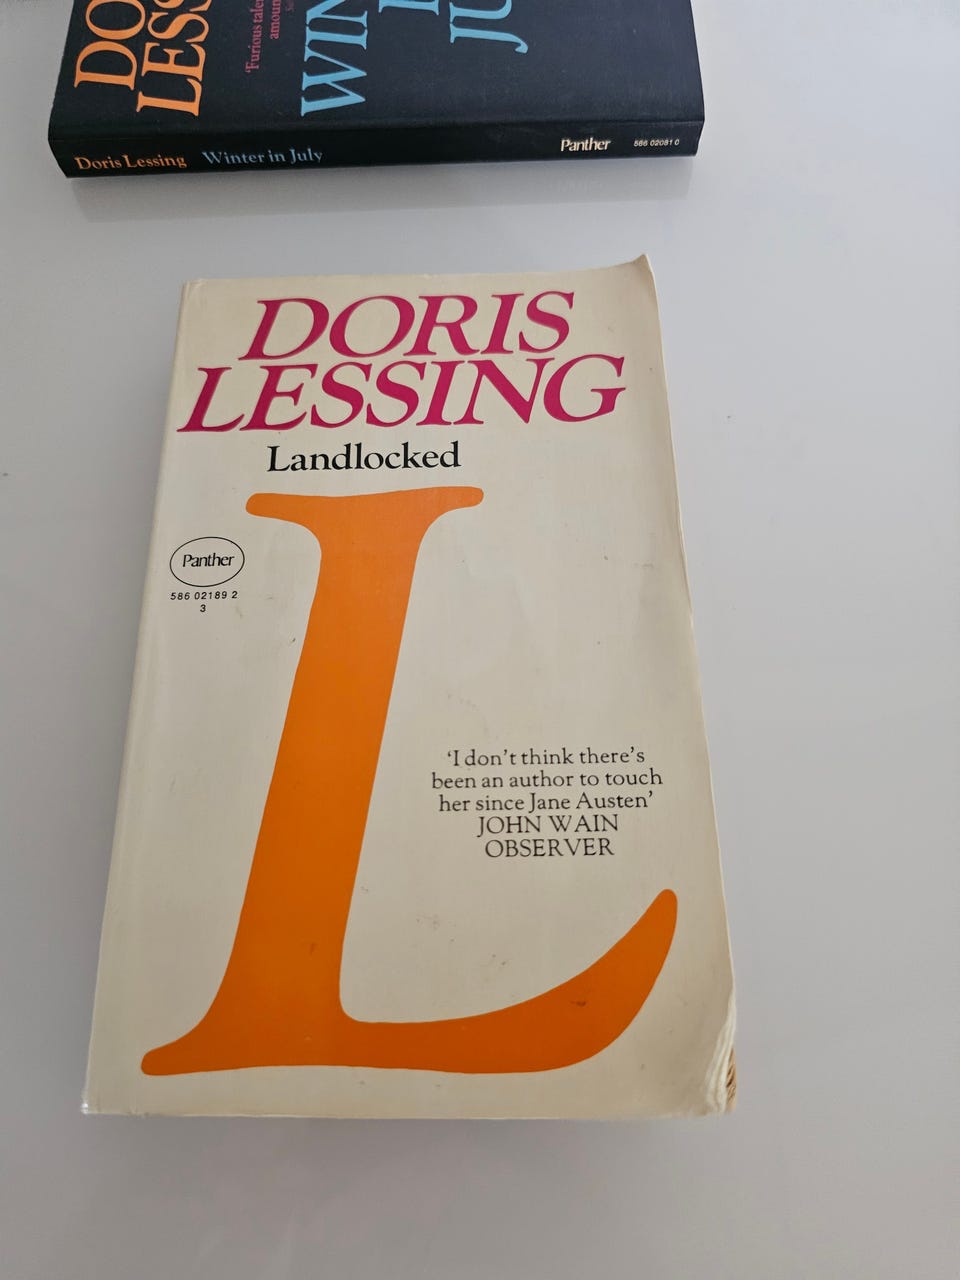 DO
LESS
'Furious talen
amoun
WIN
JU
Doris Lessing Winter in July Panther 586 02081 0
DORIS
LESSING
Landlocked
Panther
586 02189 2
3
'I don't think there's
been an author to touch
her since Jane Austen'
JOHN WAIN
OBSERVER